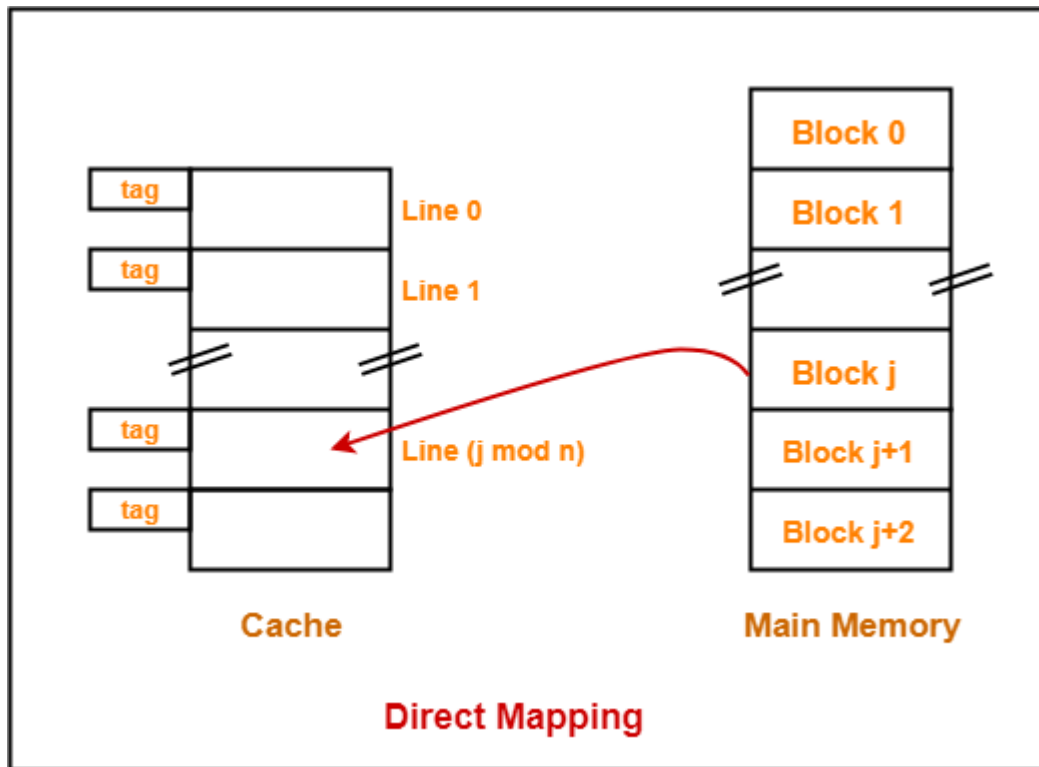 tag
Line 0
tag
Line 1
tag
Line (j mod n)
tag
Cache
Block 0
Block 1
Block j
Block j+1
Block j+2
Main Memory
Direct Mapping